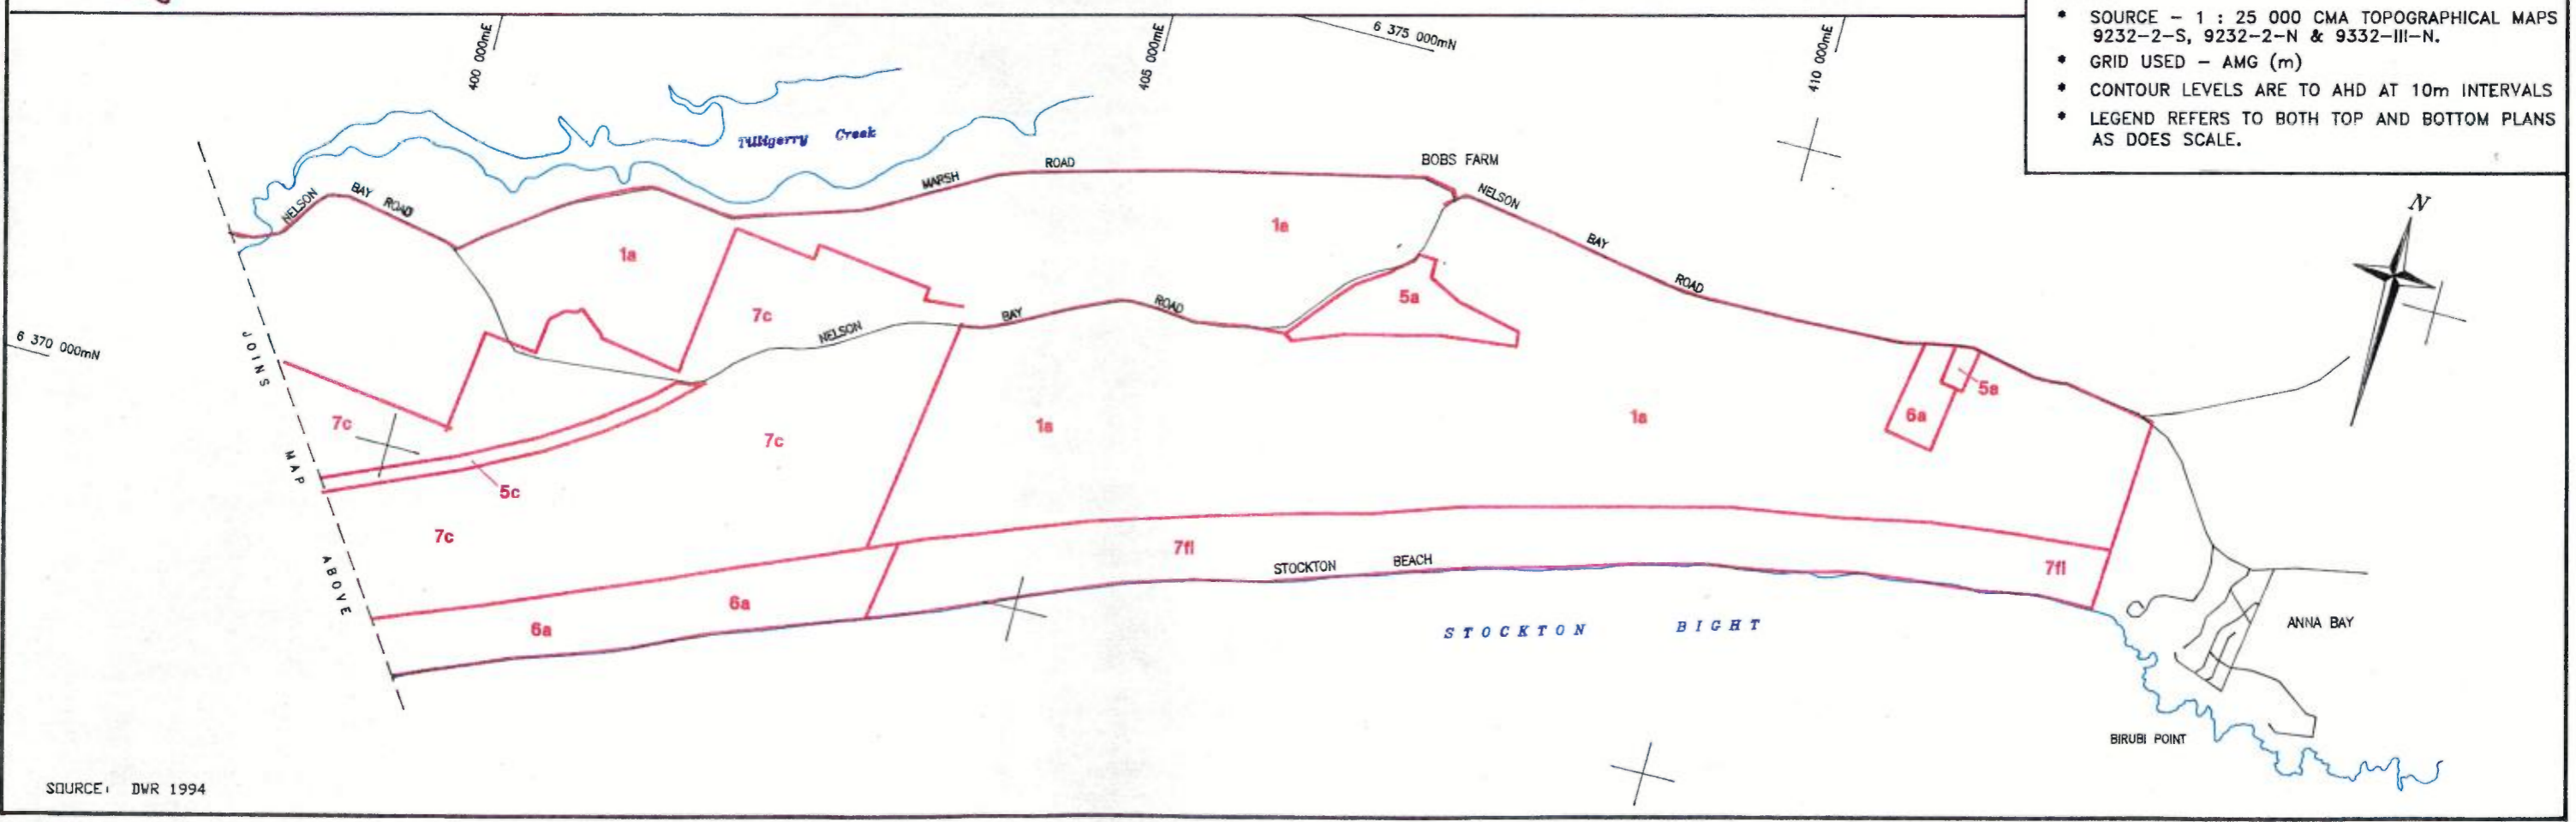 * SOURCE - 1 : 25 000 CMA TOPOGRAPHICAL MAPS
9232-2-S, 9232-2-N & 9332-III-N.
* GRID USED - AMG (m)
* CONTOUR LEVELS ARE TO AHD AT 10m INTERVALS
* LEGEND REFERS TO BOTH TOP AND BOTTOM PLANS
AS DOES SCALE.
400 000mE
405 000mE
6 375 000mN
410 000mE
Tilligerry Creek
BOBS FARM
MARSH ROAD
NELSON BAY ROAD
NELSON BAY ROAD
N
1a
1a
7c
5a
NELSON BAY ROAD
6 370 000mN
JOINS MAP ABOVE
7c
7c
1a
1a
6a
5a
5c
7c
7fl
7fl
STOCKTON BEACH
6a
6a
STOCKTON BIGHT
ANNA BAY
BIRUBI POINT
SOURCE: DWR 1994